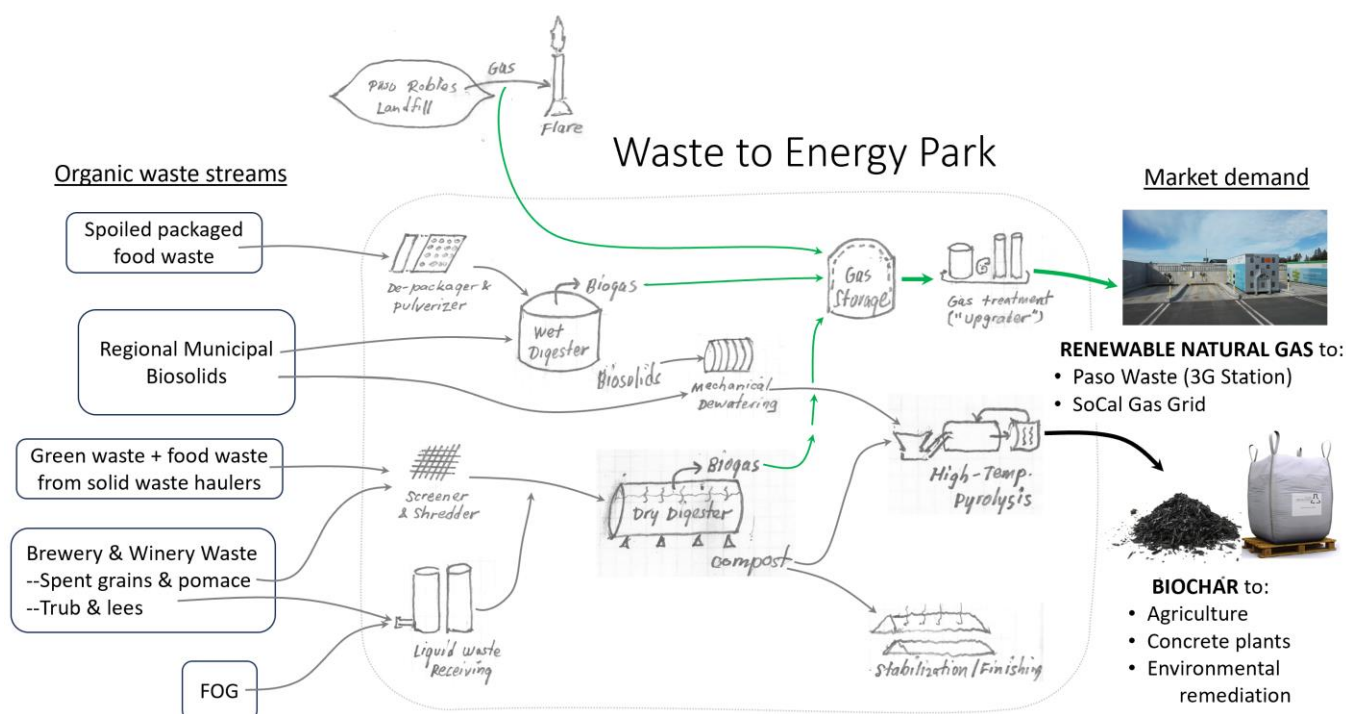 Gas
Paso Robles
Landfill
Flare
Waste to Energy Park
Organic waste streams
Market demand
Spoiled packaged
food waste
De-packager &
Pulverizer
Biogas
Wet
Digester
Gas
Storage
Gas treatment
("Upgrader")
Regional Municipal
Biosolids
Biosolids
Mechanical
Dewatering
RENEWABLE NATURAL GAS to:
• Paso Waste (3G Station)
• SoCal Gas Grid
Green waste + food waste
from solid waste haulers
Screener
& Shredder
Biogas
Dry Digester
Compost
High-Temp.
Pyrolysis
Brewery & Winery Waste
--Spent grains & pomace
--Trub & lees
Liquid Waste
Receiving
Stabilization/Finishing
FOG
BIOCHAR to:
• Agriculture
• Concrete plants
• Environmental
remediation